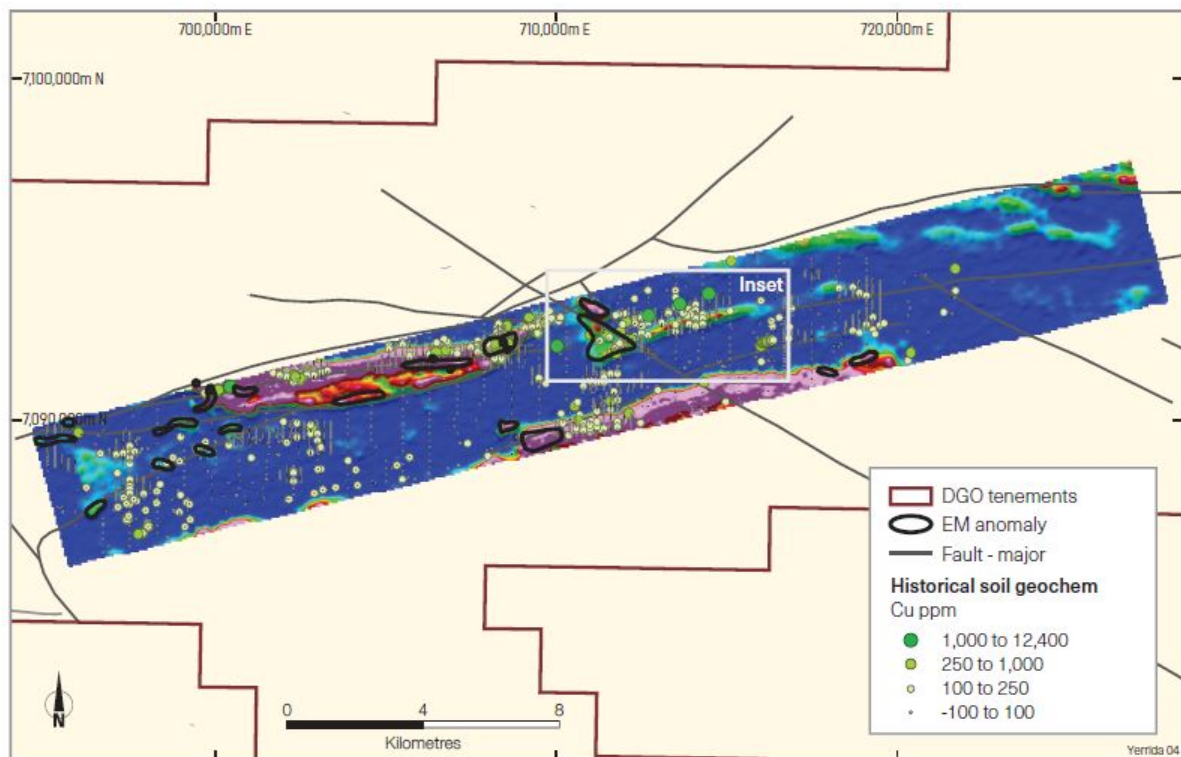 700,000m E
710,000m E
720,000m E
7,100,000m N
Inset
7,090,000m N
DGO tenements
EM anomaly
Fault - major
Historical soil geochem
Cu ppm
1,000 to 12,400
250 to 1,000
100 to 250
-100 to 100
N
0 4 8
Kilometres
Yerrida 04